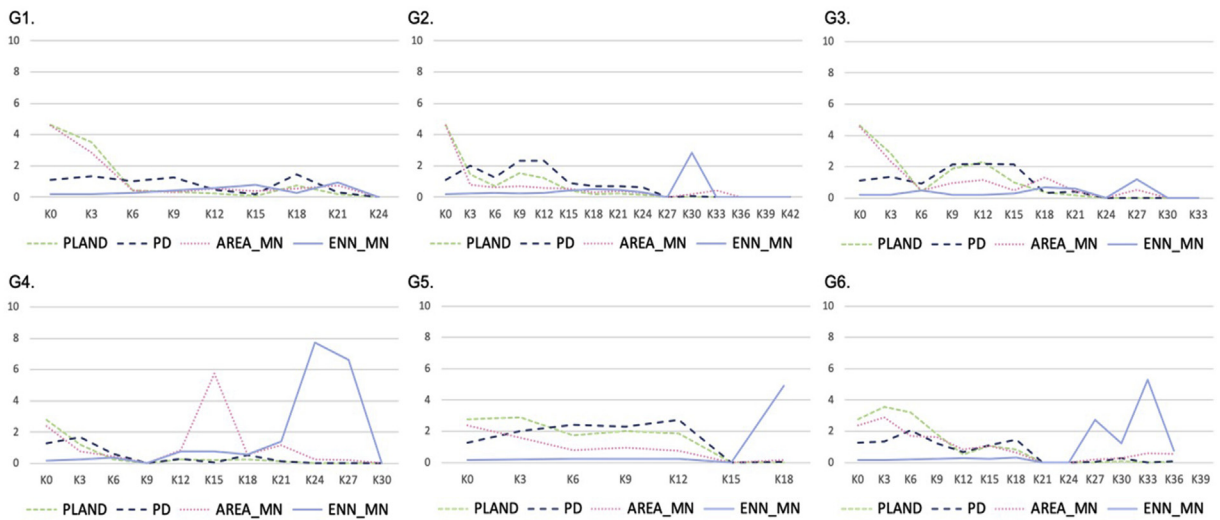 G1.
10
8
6
4
2
0
K0 K3 K6 K9 K12 K15 K18 K21 K24
PLAND PD AREA_MN ENN_MN
G2.
10
8
6
4
2
0
K0 K3 K6 K9 K12 K15 K18 K21 K24 K27 K30 K33 K36 K39 K42
PLAND PD AREA_MN ENN_MN
G3.
10
8
6
4
2
0
K0 K3 K6 K9 K12 K15 K18 K21 K24 K27 K30 K33
PLAND PD AREA_MN ENN_MN
G4.
10
8
6
4
2
0
K0 K3 K6 K9 K12 K15 K18 K21 K24 K27 K30
PLAND PD AREA_MN ENN_MN
G5.
10
8
6
4
2
0
K0 K3 K6 K9 K12 K15 K18
PLAND PD AREA_MN ENN_MN
G6.
10
8
6
4
2
0
K0 K3 K6 K9 K12 K15 K18 K21 K24 K27 K30 K33 K36 K39
PLAND PD AREA_MN ENN_MN